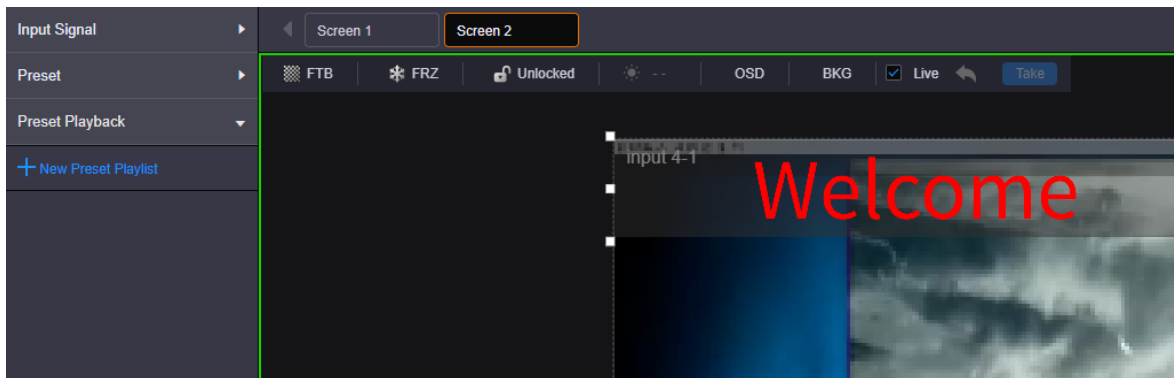 Input Signal
Screen 1
Screen 2
Preset
FTB
FRZ
Unlocked
--
OSD
BKG
Live
Take
Preset Playback
New Preset Playlist
input 4-1
Welcome